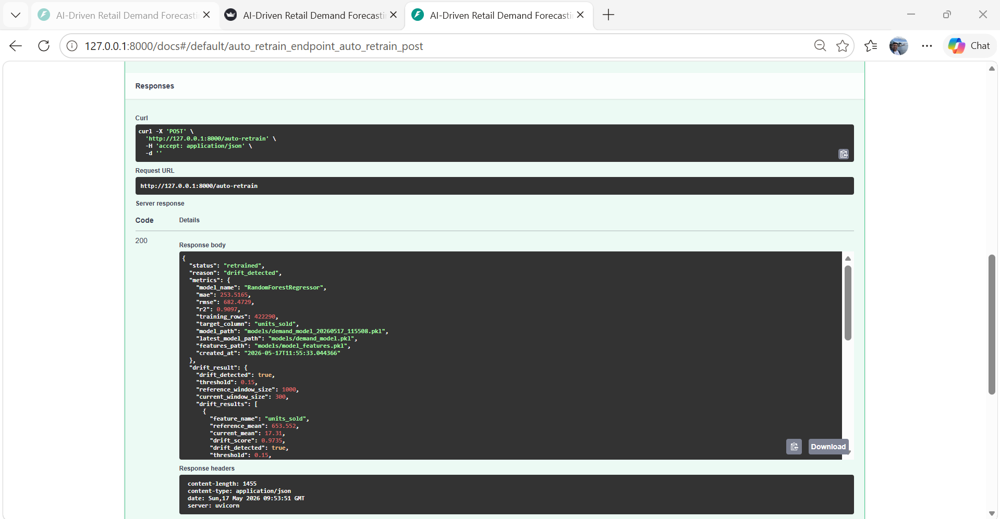 AI-Driven Retail Demand Forecasti
AI-Driven Retail Demand Forecasti
AI-Driven Retail Demand Forecasti
127.0.0.1:8000/docs#/default/auto_retrain_endpoint_auto_retrain_post
Chat
Responses
Curl
curl -X 'POST' \
  'http://127.0.0.1:8000/auto-retrain' \
  -H 'accept: application/json' \
  -d ''
Request URL
http://127.0.0.1:8000/auto-retrain
Server response
Code Details
200
Response body
{
  "status": "retrained",
  "reason": "drift_detected",
  "metrics": {
    "model_name": "RandomForestRegressor",
    "mae": 253.5165,
    "rmse": 682.4729,
    "r2": 0.9097,
    "training_rows": 422290,
    "target_column": "units_sold",
    "model_path": "models/demand_model_20260517_115508.pkl",
    "latest_model_path": "models/demand_model.pkl",
    "features_path": "models/model_features.pkl",
    "created_at": "2026-05-17T11:55:33.044366"
  },
  "drift_result": {
    "drift_detected": true,
    "threshold": 0.15,
    "reference_window_size": 1000,
    "current_window_size": 300,
    "drift_results": [
      {
        "feature_name": "units_sold",
        "reference_mean": 653.552,
        "current_mean": 17.31,
        "drift_score": 0.9735,
        "drift_detected": true,
        "threshold": 0.15,
Download
Response headers
content-length: 1455
content-type: application/json
date: Sun,17 May 2026 09:53:51 GMT
server: uvicorn